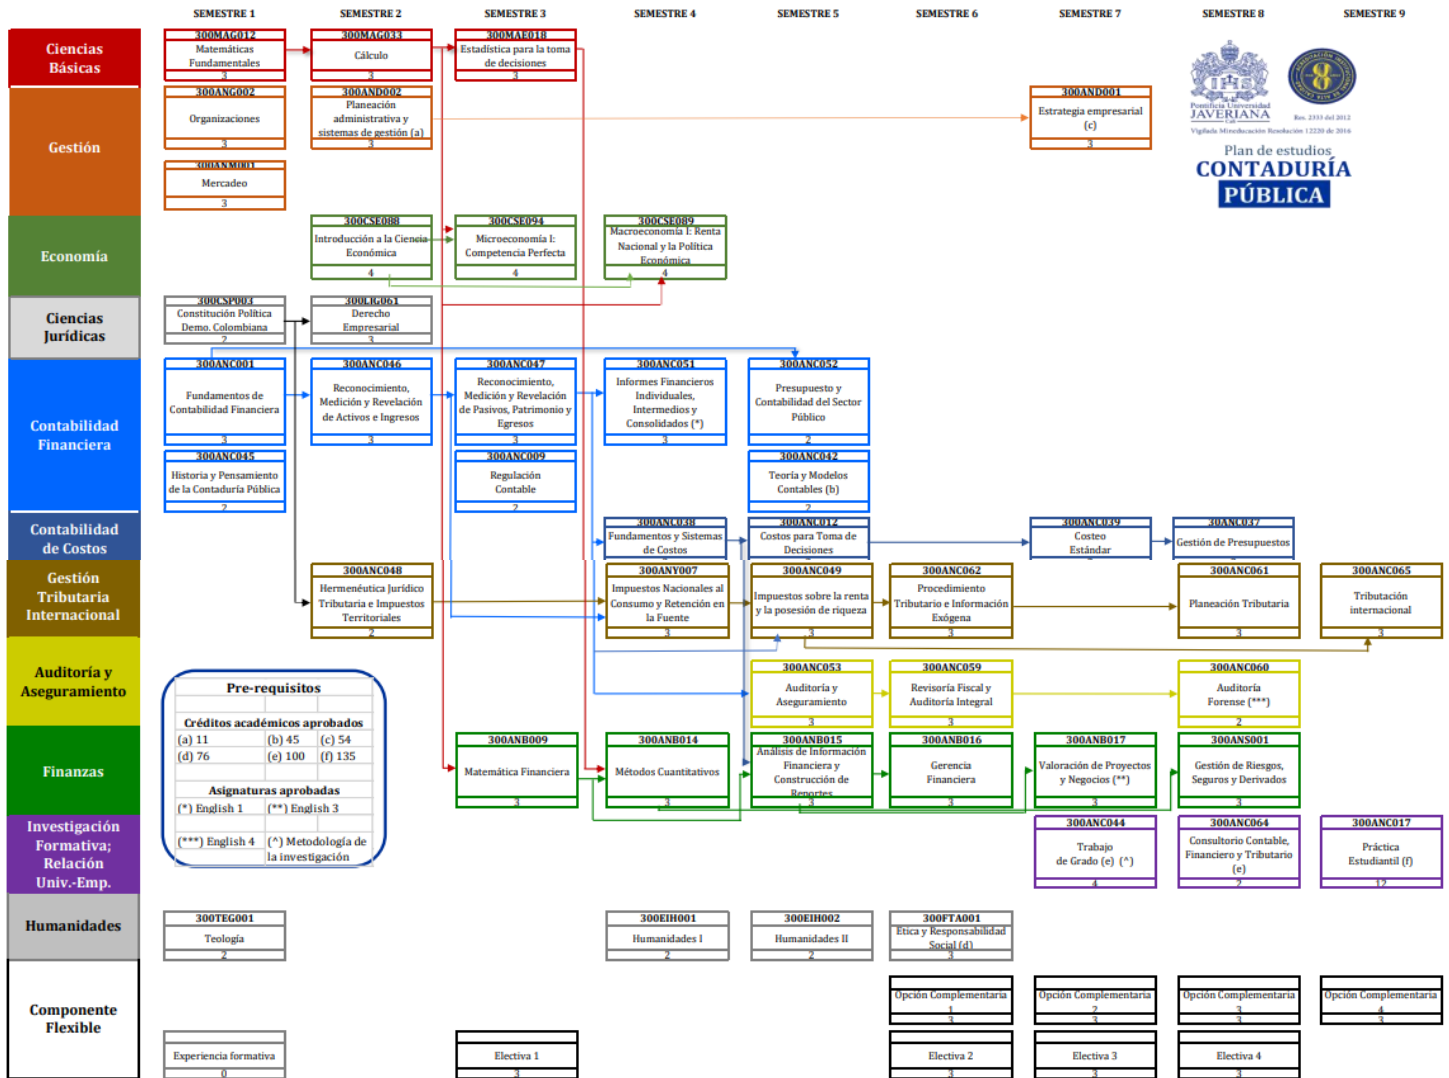 SEMESTRE 1
SEMESTRE 2
SEMESTRE 3
SEMESTRE 4
SEMESTRE 5
SEMESTRE 6
SEMESTRE 7
SEMESTRE 8
SEMESTRE 9
Ciencias
Básicas
300MAG012
Matemáticas
Fundamentales
3
300MAG033
Cálculo
3
300MAE018
Estadística para la toma
de decisiones
3
Pontificia Universidad
JAVERIANA
Cali
Res. 2333 del 2012
Vigilada Mineducación Resolución 12220 de 2016
Plan de estudios
CONTADURÍA
PÚBLICA
Gestión
300ANG002
Organizaciones
3
300AND002
Planeación
administrativa y
sistemas de gestión (a)
3
300AND001
Estrategia empresarial
(c)
3
300ANM001
Mercadeo
3
Economía
300CSE088
Introducción a la Ciencia
Económica
4
300CSE094
Microeconomía I:
Competencia Perfecta
4
300CSE089
Macroeconomía I: Renta
Nacional y la Política
Económica
4
Ciencias
Jurídicas
300CSP003
Constitución Política
Demo. Colombiana
2
300LIG061
Derecho
Empresarial
3
Contabilidad
Financiera
300ANC001
Fundamentos de
Contabilidad Financiera
3
300ANC046
Reconocimiento,
Medición y Revelación
de Activos e Ingresos
3
300ANC047
Reconocimiento,
Medición y Revelación
de Pasivos, Patrimonio y
Egresos
3
300ANC051
Informes Financieros
Individuales,
Intermedios y
Consolidados (*)
3
300ANC052
Presupuesto y
Contabilidad del Sector
Público
2
300ANC045
Historia y Pensamiento
de la Contaduría Pública
2
300ANC009
Regulación
Contable
2
300ANC042
Teoría y Modelos
Contables (b)
2
Contabilidad
de Costos
300ANC038
Fundamentos y Sistemas
de Costos
300ANC012
Costos para Toma de
Decisiones
300ANC039
Costeo
Estándar
30ANC037
Gestión de Presupuestos
Gestión
Tributaria
Internacional
300ANC048
Hermenéutica Jurídico
Tributaria e Impuestos
Territoriales
2
300ANY007
Impuestos Nacionales al
Consumo y Retención en
la Fuente
3
300ANC049
Impuestos sobre la renta
y la posesión de riqueza
3
300ANC062
Procedimiento
Tributario e Información
Exógena
3
300ANC061
Planeación Tributaria
3
300ANC065
Tributación
internacional
3
Auditoría y
Aseguramiento
300ANC053
Auditoría y
Aseguramiento
3
300ANC059
Revisoría Fiscal y
Auditoría Integral
3
300ANC060
Auditoría
Forense (***)
2
Pre-requisitos
Créditos académicos aprobados
(a) 11 (b) 45 (c) 54
(d) 76 (e) 100 (f) 135
Asignaturas aprobadas
(*) English 1 (**) English 3
(***) English 4 (^) Metodología de
la investigación
Finanzas
300ANB009
Matemática Financiera
3
300ANB014
Métodos Cuantitativos
3
300ANB015
Análisis de Información
Financiera y
Construcción de
Reportes
3
300ANB016
Gerencia
Financiera
3
300ANB017
Valoración de Proyectos
y Negocios (**)
3
300ANS001
Gestión de Riesgos,
Seguros y Derivados
3
Investigación
Formativa;
Relación
Univ.-Emp.
300ANC044
Trabajo
de Grado (e) (^)
4
300ANC064
Consultorio Contable,
Financiero y Tributario
(e)
2
300ANC017
Práctica
Estudiantil (f)
12
Humanidades
300TEG001
Teología
2
300EIH001
Humanidades I
2
300EIH002
Humanidades II
2
300FTA001
Etica y Responsabilidad
Social (d)
3
Componente
Flexible
Opción Complementaria
1
3
Opción Complementaria
2
3
Opción Complementaria
3
3
Opción Complementaria
4
3
Experiencia formativa
0
Electiva 1
3
Electiva 2
3
Electiva 3
3
Electiva 4
3